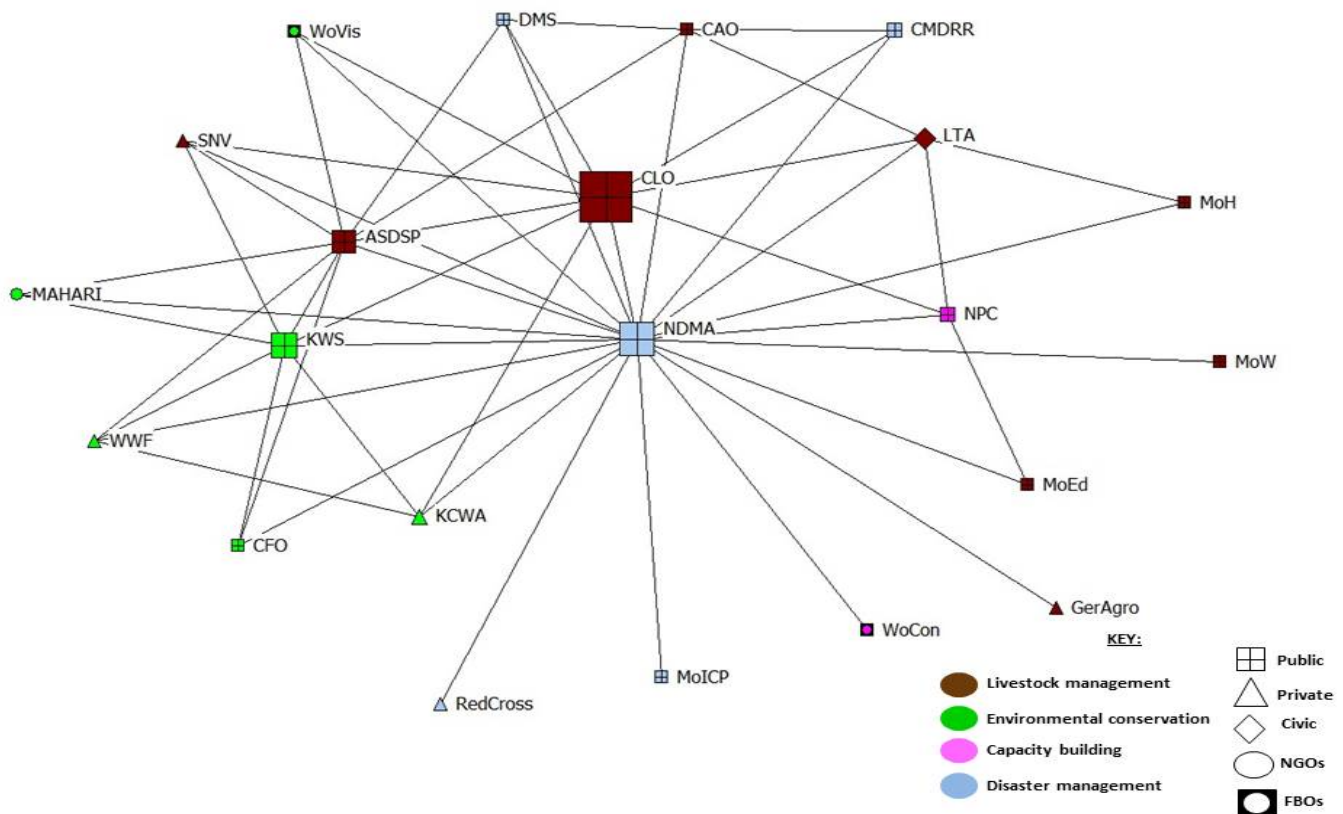 WoVis
DMS
CAO
CMDRR
SNV
LTA
CLO
MoH
ASDSP
MAHARI
NPC
NDMA
KWS
MoW
WWF
MoEd
KCWA
CFO
GerAgro
WoCon
MoICP
RedCross
KEY:
Livestock management
Environmental conservation
Capacity building
Disaster management
Public
Private
Civic
NGOs
FBOs